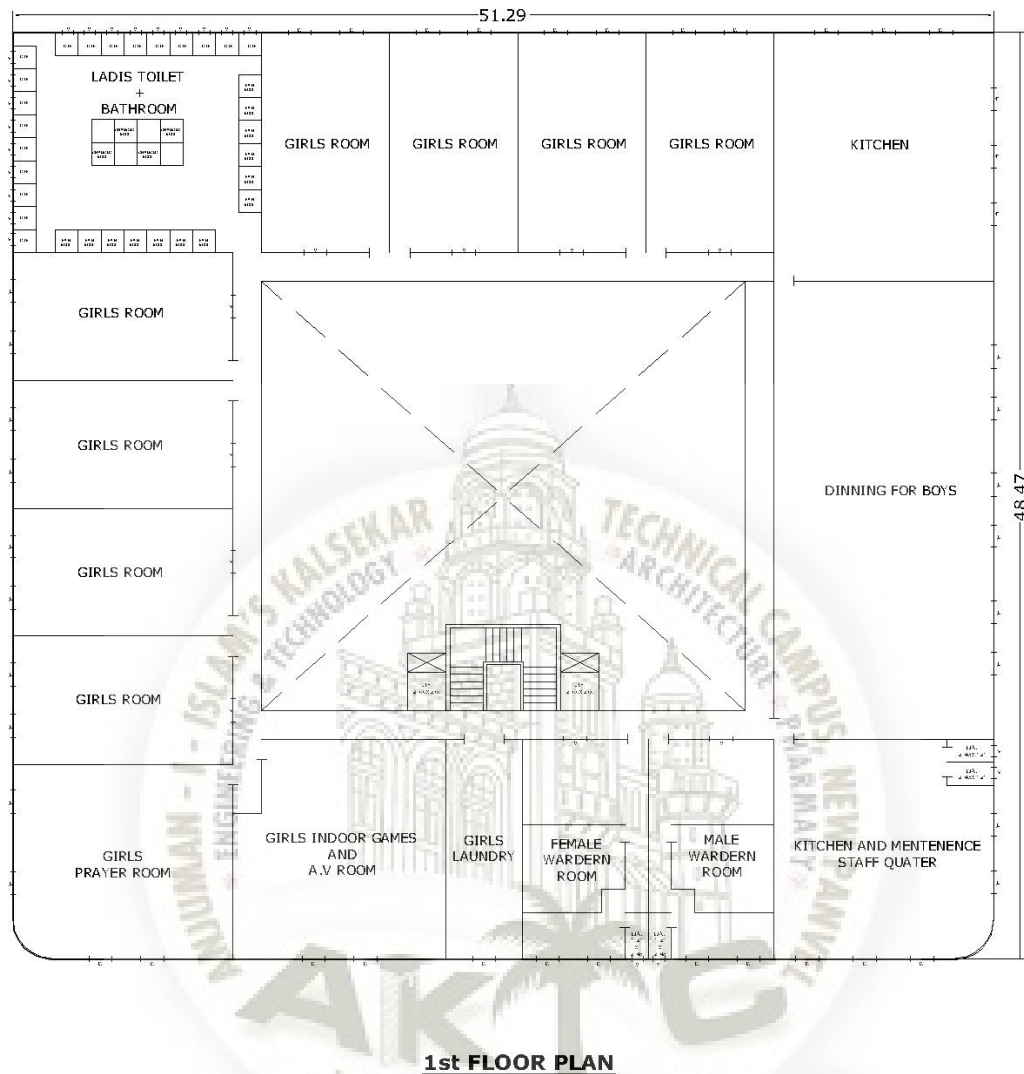 51.29
LADIS TOILET
+
BATHROOM
GIRLS ROOM
GIRLS ROOM
GIRLS ROOM
GIRLS ROOM
KITCHEN
GIRLS ROOM
GIRLS ROOM
GIRLS ROOM
GIRLS ROOM
DINNING FOR BOYS
48.47
ANJUMAN - I - ISLAM'S KALSEKAR TECHNICAL CAMPUS, NEW PANVEL
ENGINEERING & TECHNOLOGY * ARCHITECTURE * PHARMACY
GIRLS
PRAYER ROOM
GIRLS INDOOR GAMES
AND
A.V ROOM
GIRLS
LAUNDRY
FEMALE
WARDERN
ROOM
MALE
WARDERN
ROOM
KITCHEN AND MENTENENCE
STAFF QUATER
AKTC
1st FLOOR PLAN